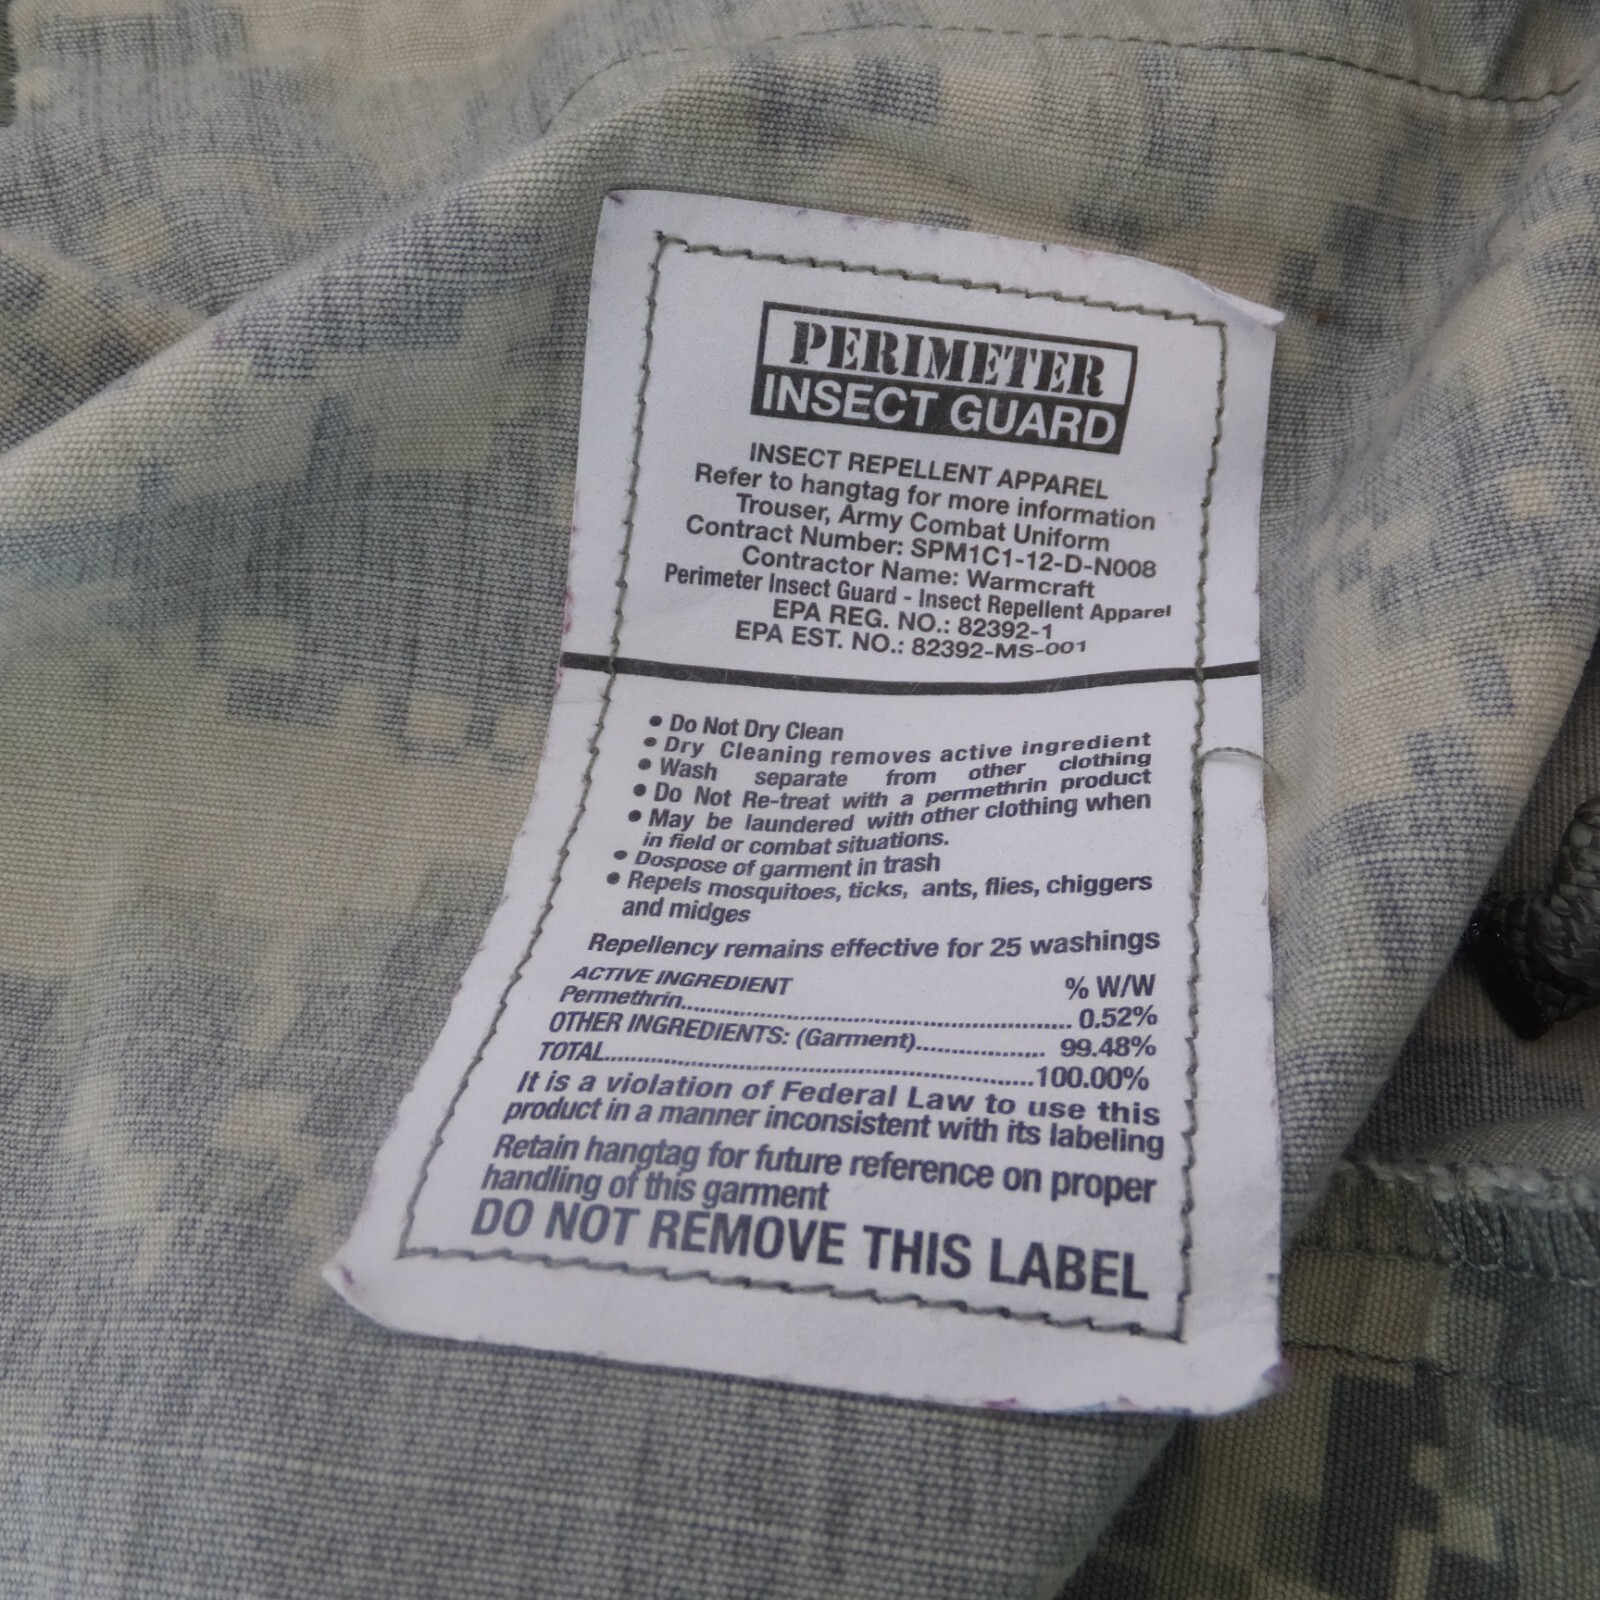 PERIMETER
INSECT GUARD
INSECT REPELLENT APPAREL
Refer to hangtag for more information
Trouser, Army Combat Uniform
Contract Number: SPM1C1-12-D-N008
Contractor Name: Warmcraft
Perimeter Insect Guard - Insect Repellent Apparel
EPA REG. NO.: 82392-1
EPA EST. NO.: 82392-MS-001
• Do Not Dry Clean
• Dry Cleaning removes active ingredient
• Wash separate from other clothing
• Do Not Re-treat with a permethrin product
• May be laundered with other clothing when
in field or combat situations.
• Dospose of garment in trash
• Repels mosquitoes, ticks, ants, flies, chiggers
and midges
Repellency remains effective for 25 washings
ACTIVE INGREDIENT % W/W
Permethrin.......................................................... 0.52%
OTHER INGREDIENTS: (Garment)................... 99.48%
TOTAL................................................................100.00%
It is a violation of Federal Law to use this
product in a manner inconsistent with its labeling
Retain hangtag for future reference on proper
handling of this garment
DO NOT REMOVE THIS LABEL